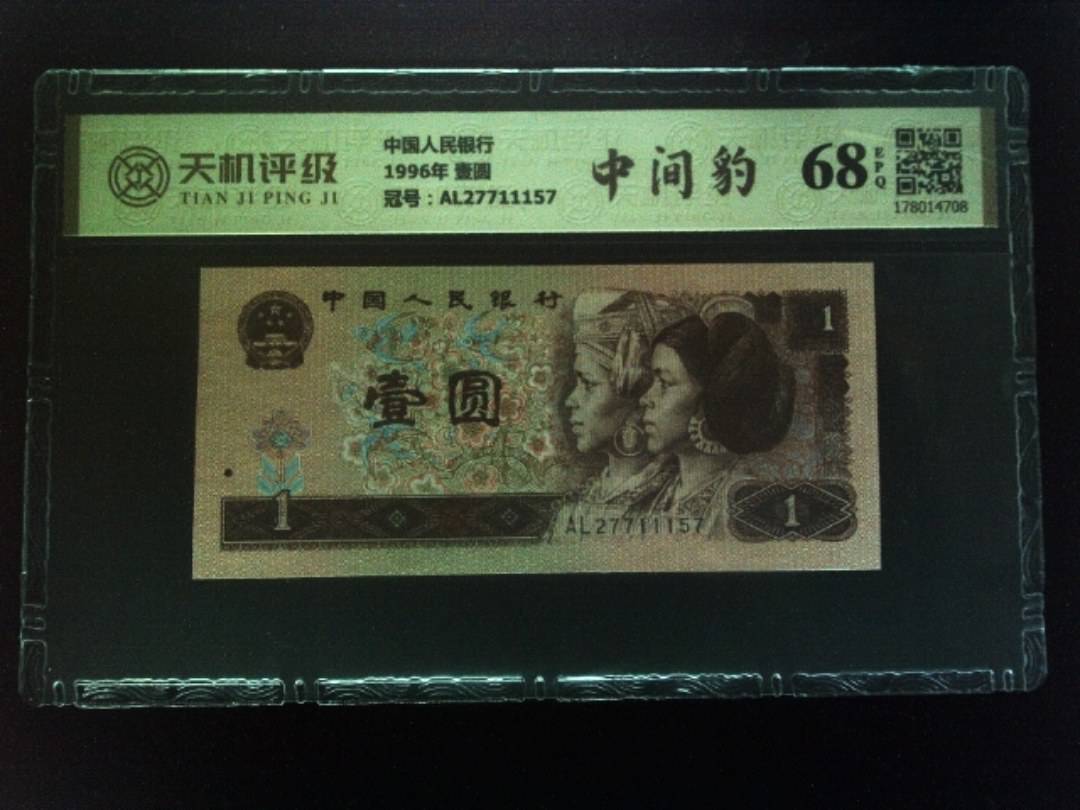 天机评级
TIAN JI PING JI
中国人民银行
1996年 壹圆
冠号：AL27711157
中间豹
68
EPQ
178014708
中国人民银行
1
壹圆
1
AL27711157
1